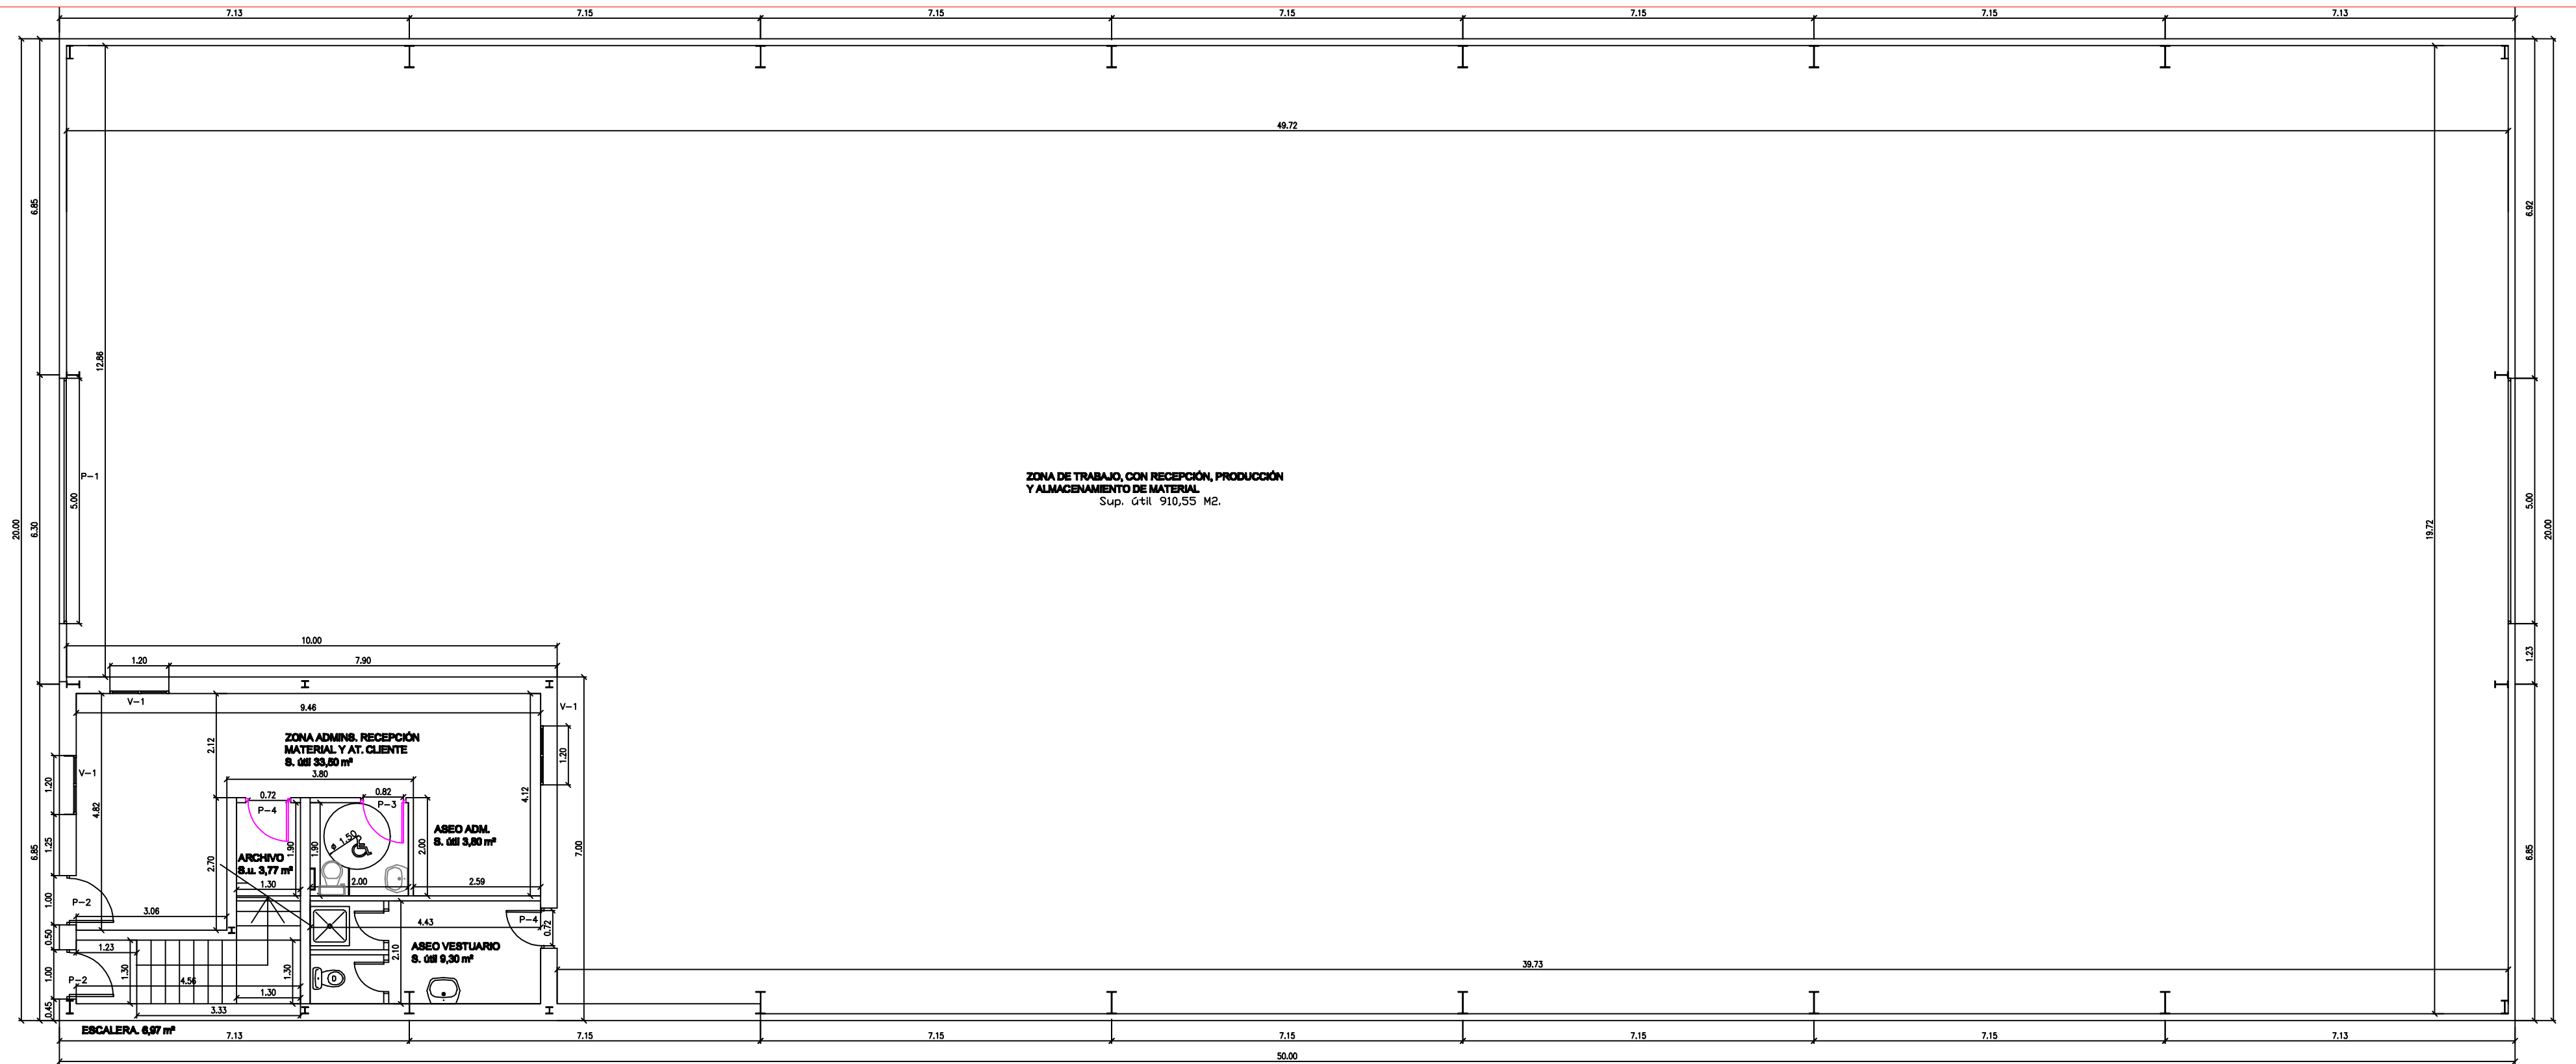 7.13
7.15
7.15
7.15
7.15
7.15
7.13
49.72
6.85
6.92
12.86
P-1
5.00
ZONA DE TRABAJO, CON RECEPCIÓN, PRODUCCIÓN
Y ALMACENAMIENTO DE MATERIAL
Sup. útil 910,55 M2.
5.00
20.00
6.30
19.72
20.00
10.00
1.23
1.20
7.90
V-1
V-1
9.46
ZONA ADMINS. RECEPCIÓN
MATERIAL Y AT. CLIENTE
S. útil 33,50 m²
2.12
1.20
3.80
V-1
1.20
4.82
0.72
P-4
0.82
P-3
4.12
ASEO ADM.
S. útil 3,80 m²
ø 1.50
6.85
1.25
1.90
1.90
2.00
7.00
6.85
ARCHIVO
S.u. 3,77 m²
2.70
1.30
2.00
2.59
P-2
1.00
3.06
4.43
P-4
0.72
0.50
1.23
ASEO VESTUARIO
S. útil 9,30 m²
2.10
39.73
P-2
1.00
1.30
4.56
1.30
1.30
0.45
3.33
ESCALERA. 6,97 m²
7.13
7.15
7.15
7.15
7.15
7.15
7.13
50.00